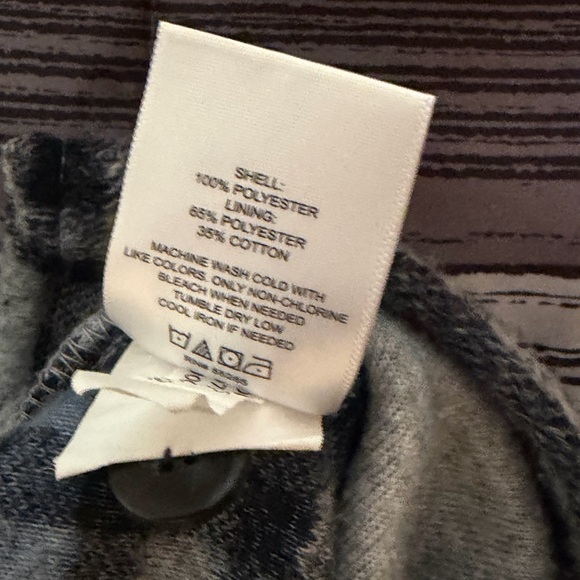 SHELL:
100% POLYESTER
LINING:
65% POLYESTER
35% COTTON
MACHINE WASH COLD WITH
LIKE COLORS. ONLY NON-CHLORINE
BLEACH WHEN NEEDED
TUMBLE DRY LOW
COOL IRON IF NEEDED